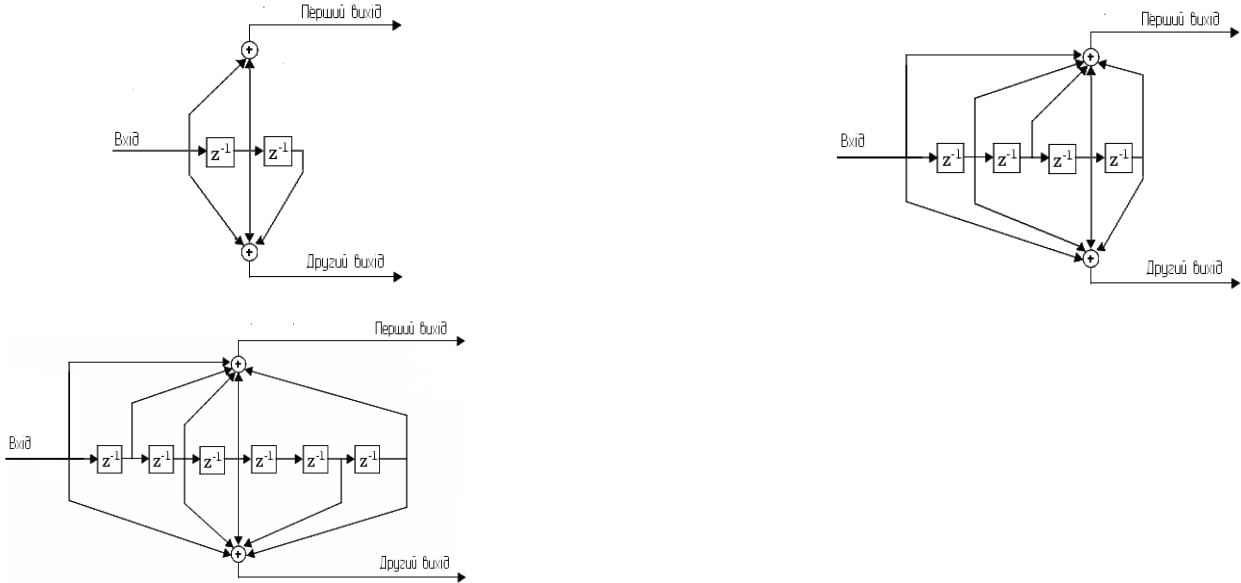 Перший вихід
Вхід
z⁻¹ z⁻¹
Другий вихід
Перший вихід
Вхід
z⁻¹ z⁻¹ z⁻¹ z⁻¹
Другий вихід
Перший вихід
Вхід
z⁻¹ z⁻¹ z⁻¹ z⁻¹ z⁻¹ z⁻¹
Другий вихід